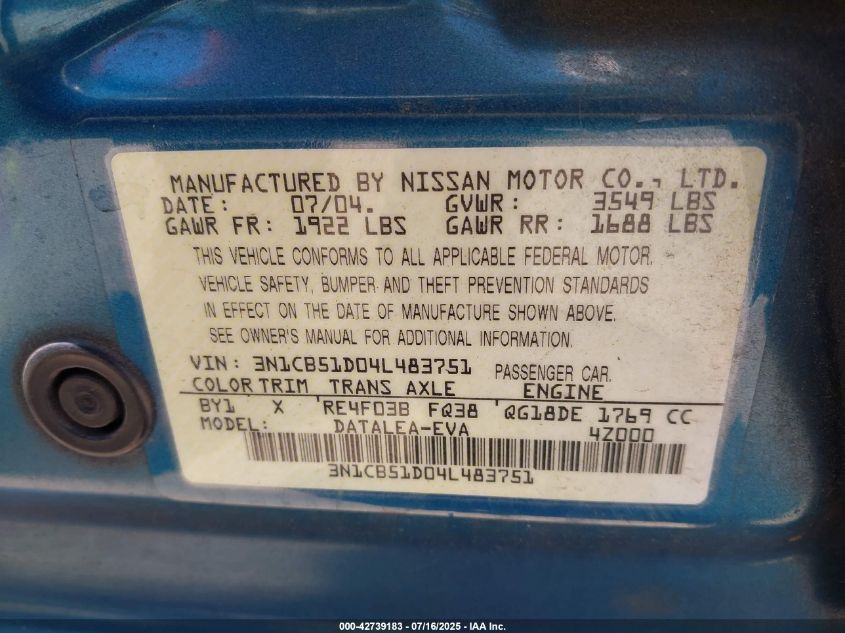 MANUFACTURED BY NISSAN MOTOR CO., LTD.
DATE: 07/04. GVWR: 3549 LBS
GAWR FR: 1922 LBS GAWR RR: 1688 LBS
THIS VEHICLE CONFORMS TO ALL APPLICABLE FEDERAL MOTOR.
VEHICLE SAFETY, BUMPER AND THEFT PREVENTION STANDARDS
IN EFFECT ON THE DATE OF MANUFACTURE SHOWN ABOVE.
SEE OWNER'S MANUAL FOR ADDITIONAL INFORMATION.
VIN: 3N1CB51D04L483751 PASSENGER CAR.
COLOR TRIM TRANS AXLE ENGINE
BY1 X RE4F03B FQ38 QG18DE 1769 CC
MODEL: DATALEA-EVA 4Z000
3N1CB51D04L483751
000-42739183 - 07/16/2025 - IAA Inc.